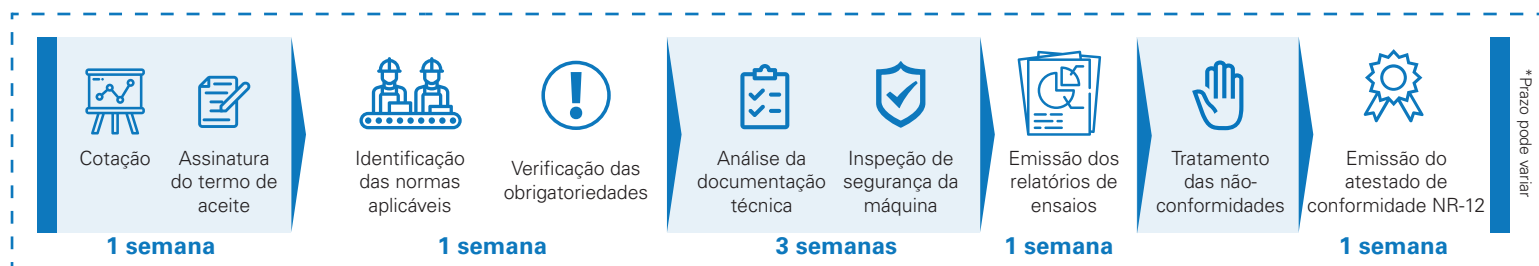 Cotação
Assinatura
do termo de
aceite
1 semana
Identificação
das normas
aplicáveis
Verificação das
obrigatoriedades
1 semana
Análise da
documentação
técnica
Inspeção de
segurança da
máquina
3 semanas
Emissão dos
relatórios de
ensaios
1 semana
Tratamento
das não-
conformidades
Emissão do
atestado de
conformidade NR-12
1 semana
*Prazo pode variar